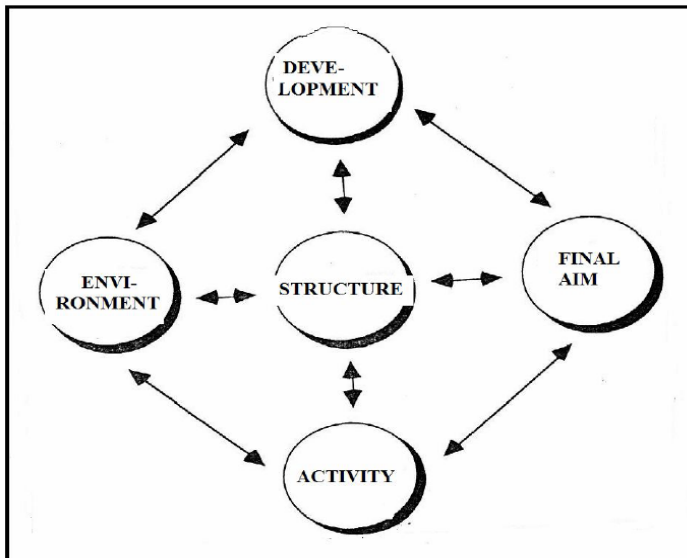 DEVE-
LOPMENT
ENVI-
RONMENT
STRUCTURE
FINAL
AIM
ACTIVITY